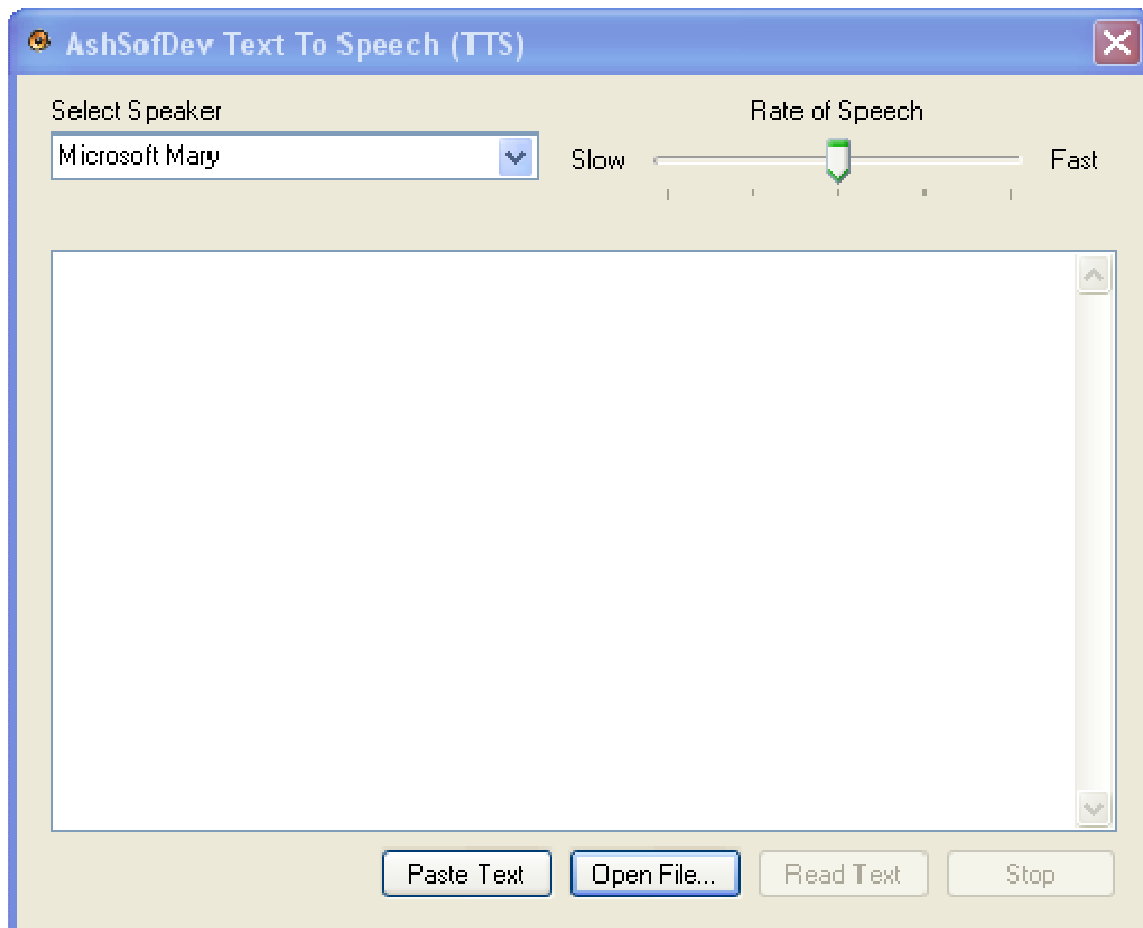 AshSofDev Text To Speech (TTS)
Select Speaker
Rate of Speech
Microsoft Mary
Slow
Fast
Paste Text
Open File...
Read Text
Stop